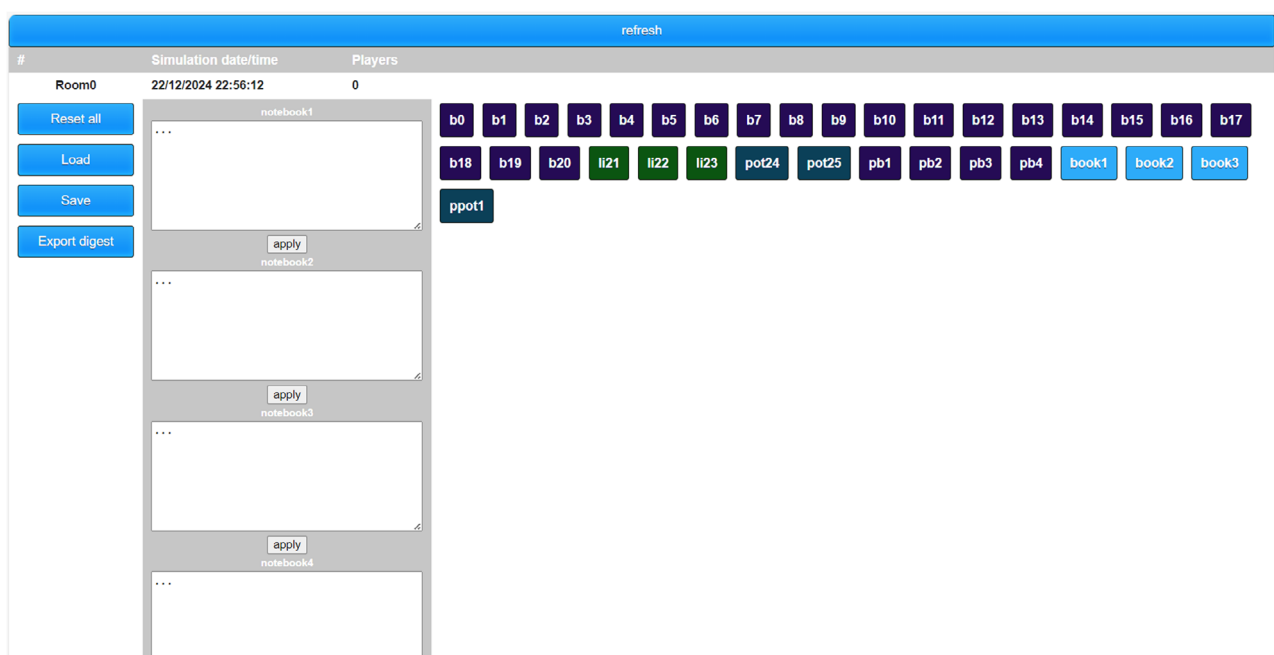 refresh
# Simulation date/time Players
Room0 22/12/2024 22:56:12 0
Reset all
Load
Save
Export digest
notebook1
...
apply
notebook2
...
apply
notebook3
...
apply
notebook4
...
b0 b1 b2 b3 b4 b5 b6 b7 b8 b9 b10 b11 b12 b13 b14 b15 b16 b17
b18 b19 b20 li21 li22 li23 pot24 pot25 pb1 pb2 pb3 pb4 book1 book2 book3
ppot1